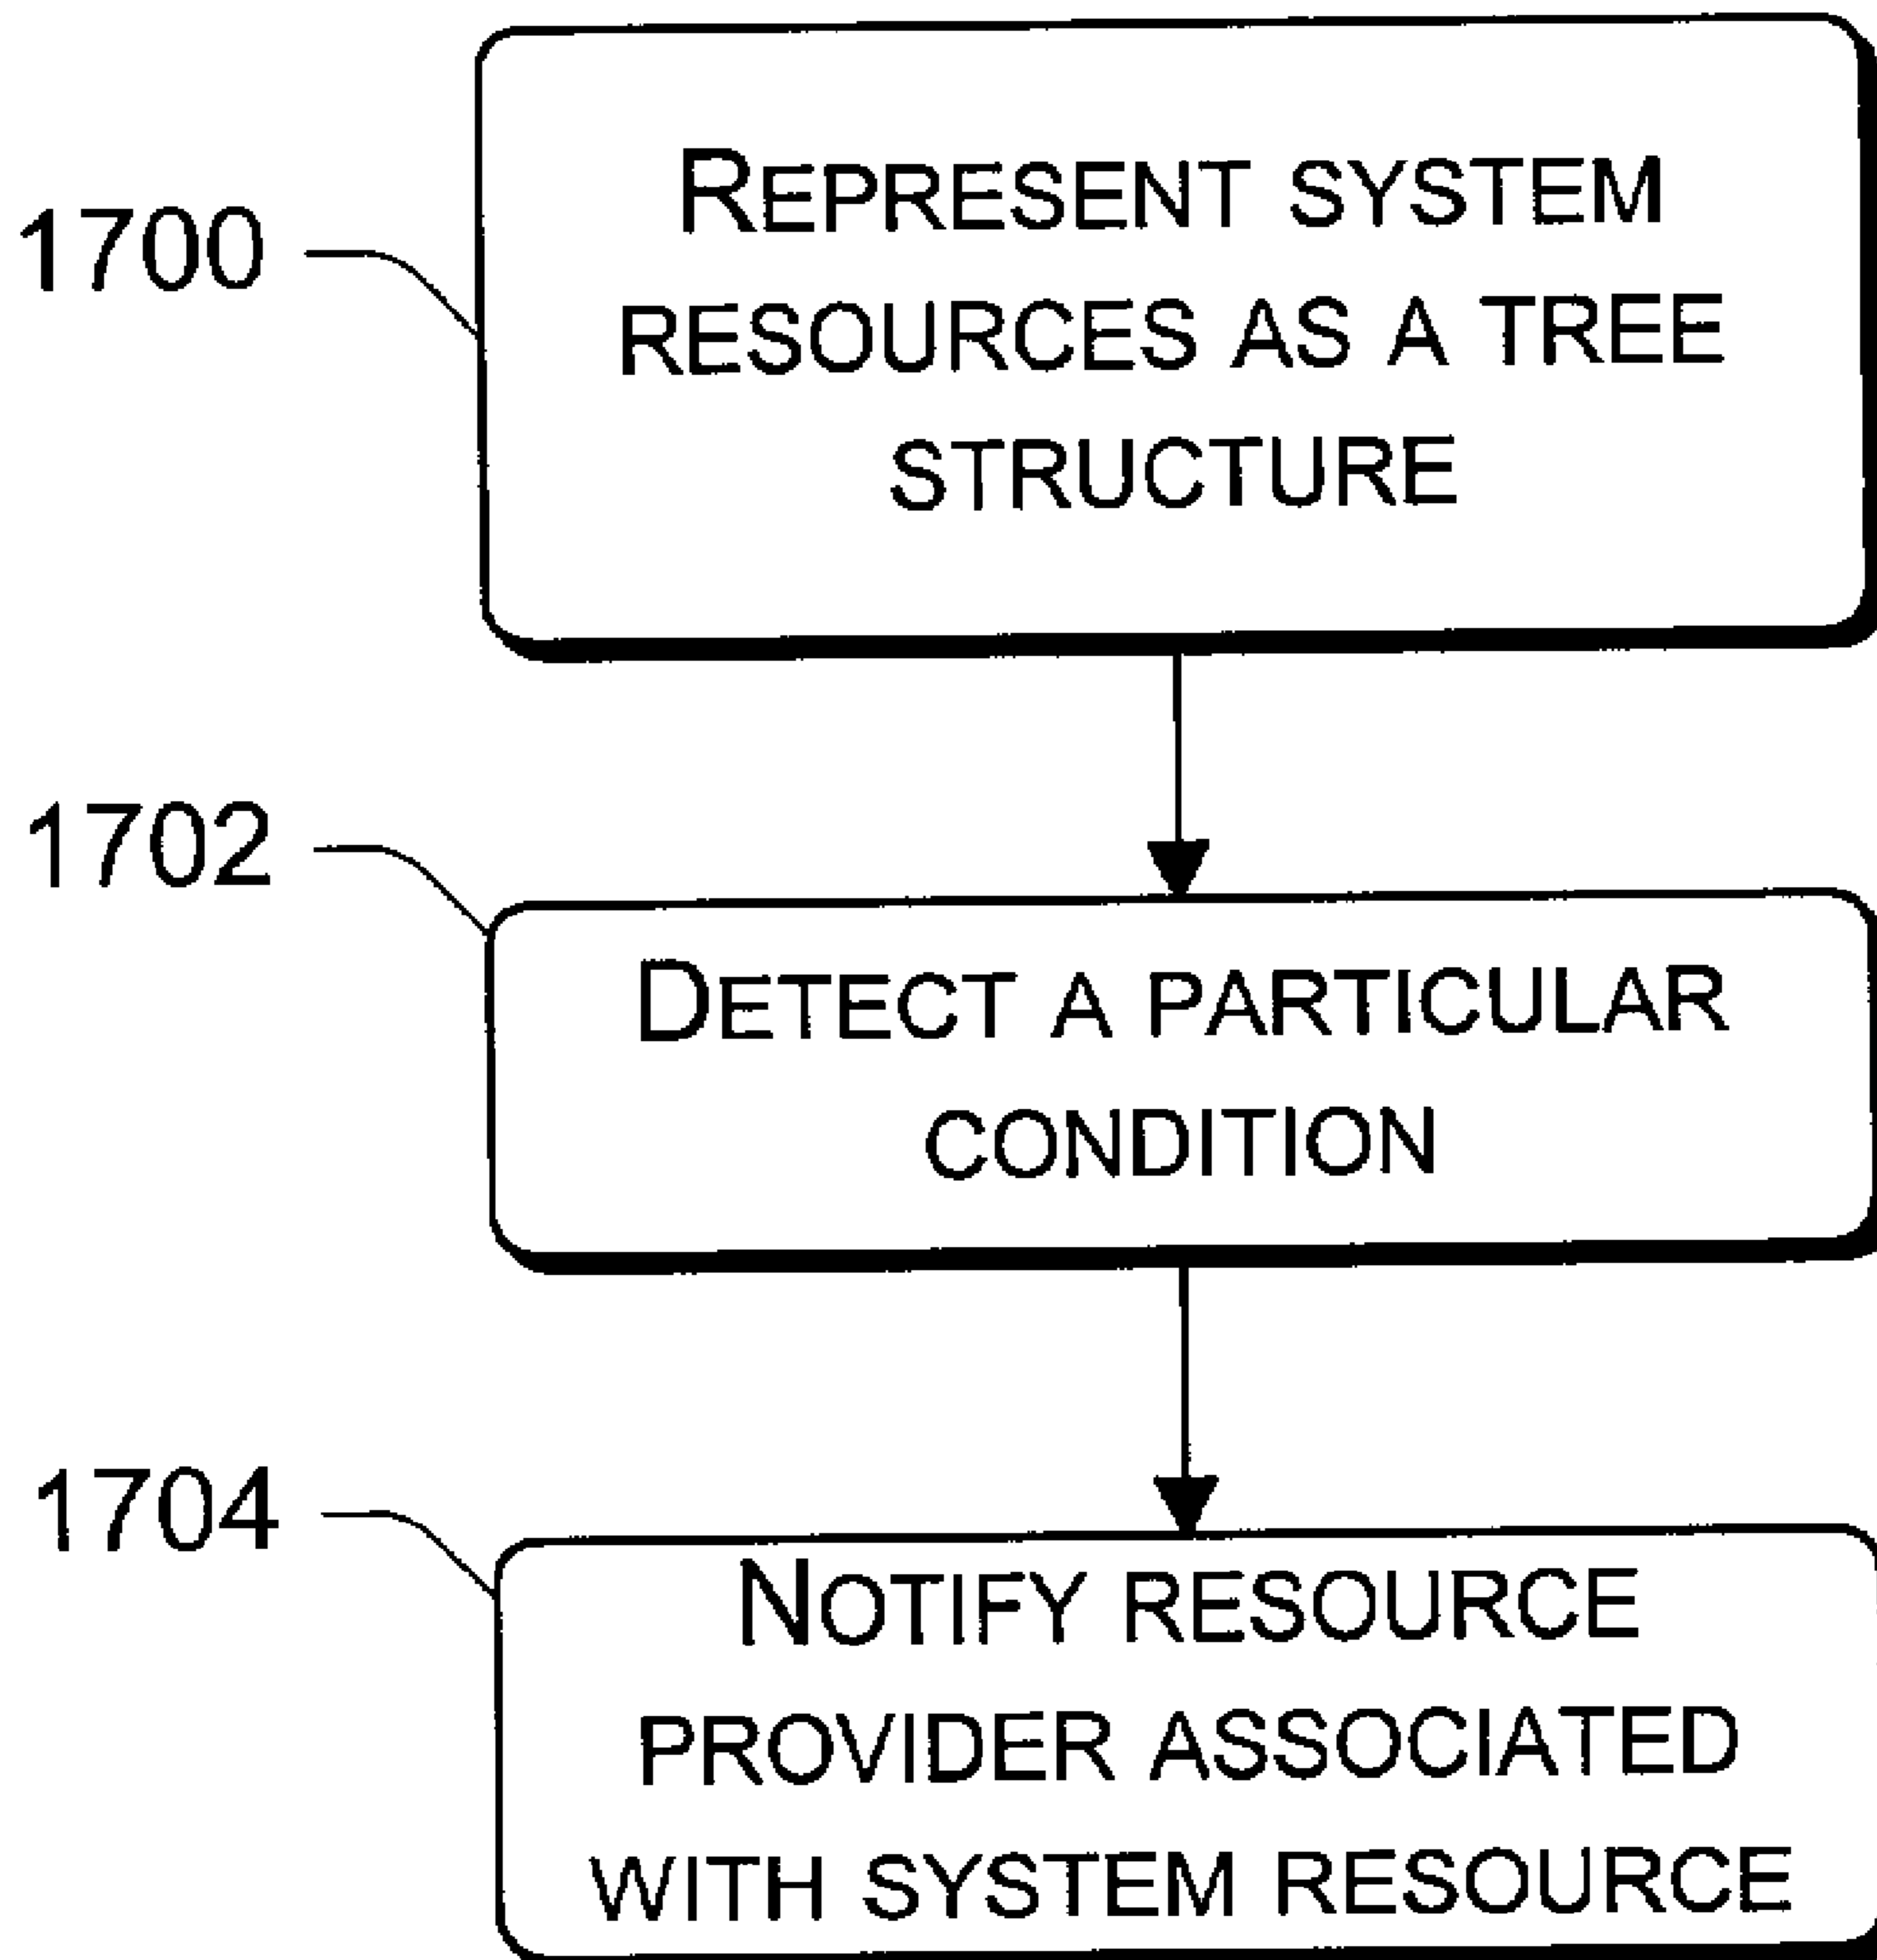 1700
REPRESENT SYSTEM
RESOURCES AS A TREE
STRUCTURE
1702
DETECT A PARTICULAR
CONDITION
1704
NOTIFY RESOURCE
PROVIDER ASSOCIATED
WITH SYSTEM RESOURCE